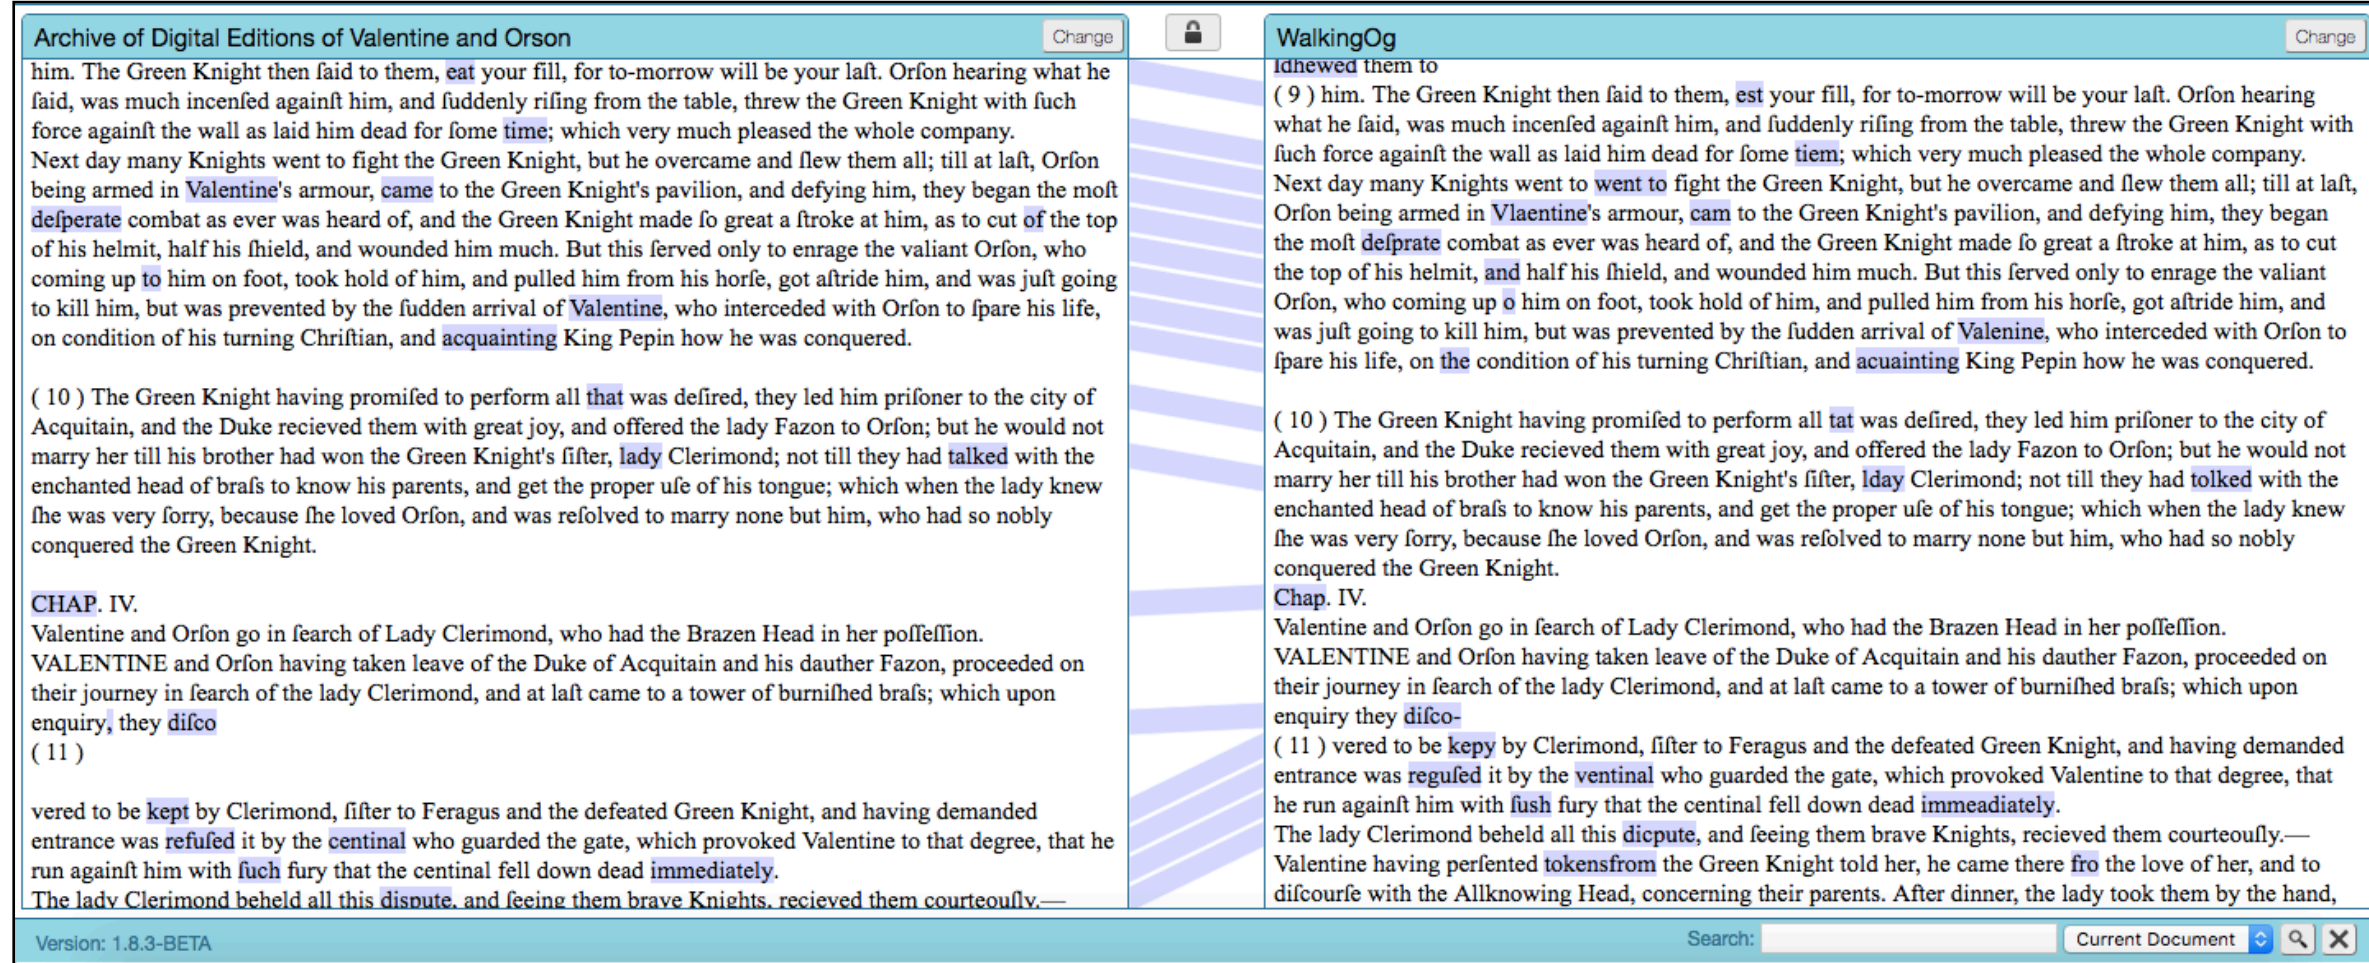 Archive of Digital Editions of Valentine and Orson
Change
him. The Green Knight then ſaid to them, eat your fill, for to-morrow will be your laſt. Orſon hearing what he
ſaid, was much incenſed againſt him, and ſuddenly riſing from the table, threw the Green Knight with ſuch
force againſt the wall as laid him dead for ſome time; which very much pleased the whole company.
Next day many Knights went to fight the Green Knight, but he overcame and ſlew them all; till at laſt, Orſon
being armed in Valentine's armour, came to the Green Knight's pavilion, and defying him, they began the moſt
deſperate combat as ever was heard of, and the Green Knight made ſo great a ſtroke at him, as to cut of the top
of his helmit, half his ſhield, and wounded him much. But this ſerved only to enrage the valiant Orſon, who
coming up to him on foot, took hold of him, and pulled him from his horſe, got aſtride him, and was juſt going
to kill him, but was prevented by the ſudden arrival of Valentine, who interceded with Orſon to ſpare his life,
on condition of his turning Chriſtian, and acquainting King Pepin how he was conquered.
( 10 ) The Green Knight having promiſed to perform all that was deſired, they led him priſoner to the city of
Acquitain, and the Duke recieved them with great joy, and offered the lady Fazon to Orſon; but he would not
marry her till his brother had won the Green Knight's ſiſter, lady Clerimond; not till they had talked with the
enchanted head of braſs to know his parents, and get the proper uſe of his tongue; which when the lady knew
ſhe was very ſorry, because ſhe loved Orſon, and was reſolved to marry none but him, who had so nobly
conquered the Green Knight.
CHAP. IV.
Valentine and Orſon go in ſearch of Lady Clerimond, who had the Brazen Head in her poſſeſſion.
VALENTINE and Orſon having taken leave of the Duke of Acquitain and his dauther Fazon, proceeded on
their journey in ſearch of the lady Clerimond, and at laſt came to a tower of burniſhed braſs; which upon
enquiry, they diſco
( 11 )
vered to be kept by Clerimond, ſiſter to Feragus and the defeated Green Knight, and having demanded
entrance was refuſed it by the centinal who guarded the gate, which provoked Valentine to that degree, that he
run againſt him with ſuch fury that the centinal fell down dead immediately.
The lady Clerimond beheld all this dispute, and ſeeing them brave Knights, recieved them courteouſly.—
WalkingOg
Change
Idhewed them to
( 9 ) him. The Green Knight then ſaid to them, est your fill, for to-morrow will be your laſt. Orſon hearing
what he ſaid, was much incenſed againſt him, and ſuddenly riſing from the table, threw the Green Knight with
ſuch force againſt the wall as laid him dead for ſome tiem; which very much pleased the whole company.
Next day many Knights went to went to fight the Green Knight, but he overcame and ſlew them all; till at laſt,
Orſon being armed in Vlaentine's armour, cam to the Green Knight's pavilion, and defying him, they began
the moſt deſprate combat as ever was heard of, and the Green Knight made ſo great a ſtroke at him, as to cut
the top of his helmit, and half his ſhield, and wounded him much. But this ſerved only to enrage the valiant
Orſon, who coming up o him on foot, took hold of him, and pulled him from his horſe, got aſtride him, and
was juſt going to kill him, but was prevented by the ſudden arrival of Valenine, who interceded with Orſon to
ſpare his life, on the condition of his turning Chriſtian, and acuainting King Pepin how he was conquered.
( 10 ) The Green Knight having promiſed to perform all tat was deſired, they led him priſoner to the city of
Acquitain, and the Duke recieved them with great joy, and offered the lady Fazon to Orſon; but he would not
marry her till his brother had won the Green Knight's ſiſter, lday Clerimond; not till they had tolked with the
enchanted head of braſs to know his parents, and get the proper uſe of his tongue; which when the lady knew
ſhe was very ſorry, because ſhe loved Orſon, and was reſolved to marry none but him, who had so nobly
conquered the Green Knight.
Chap. IV.
Valentine and Orſon go in ſearch of Lady Clerimond, who had the Brazen Head in her poſſeſſion.
VALENTINE and Orſon having taken leave of the Duke of Acquitain and his dauther Fazon, proceeded on
their journey in ſearch of the lady Clerimond, and at laſt came to a tower of burniſhed braſs; which upon
enquiry they diſco-
( 11 ) vered to be kepy by Clerimond, ſiſter to Feragus and the defeated Green Knight, and having demanded
entrance was reguſed it by the ventinal who guarded the gate, which provoked Valentine to that degree, that
he run againſt him with ſush fury that the centinal fell down dead immeadiately.
The lady Clerimond beheld all this dicpute, and ſeeing them brave Knights, recieved them courteouſly.—
Valentine having perſented tokensfrom the Green Knight told her, he came there fro the love of her, and to
diſcourſe with the Allknowing Head, concerning their parents. After dinner, the lady took them by the hand,
Version: 1.8.3-BETA
Search:
Current Document